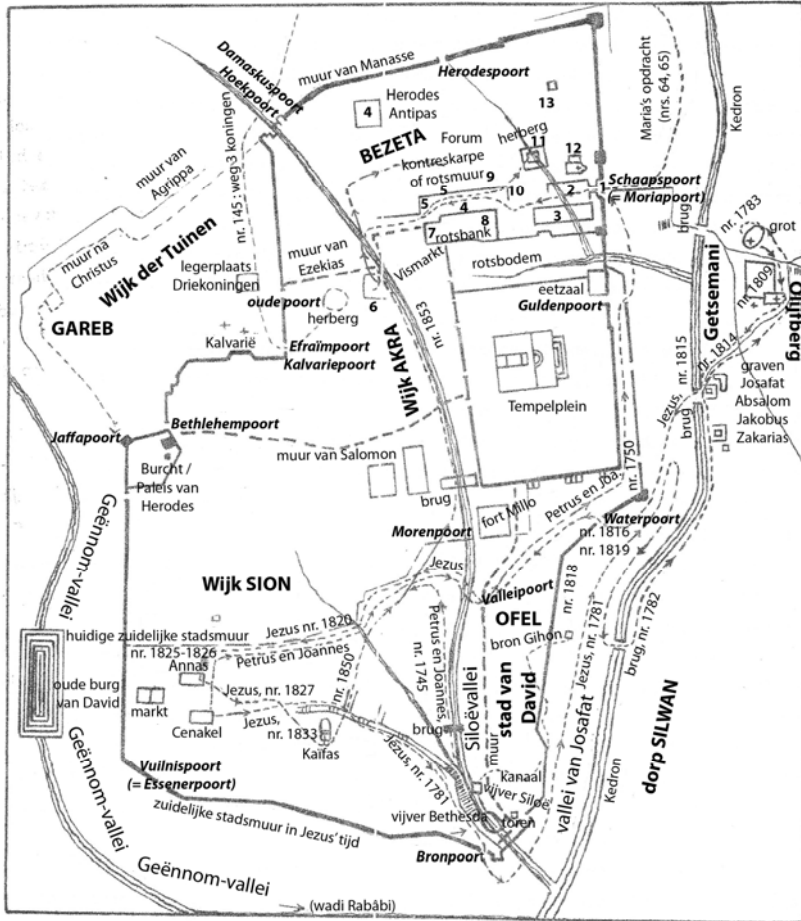 Damaskuspoort
Hoekpoort
muur van Manasse
Herodespoort
Maria's opdracht
(nrs. 64, 65)
Kedron
4
Herodes
Antipas
13
BEZETA
Forum
herberg
11
12
kontreskarpe
of rotsmuur
9
5
5
4
10
2
1
Schaapspoort
(= Moriapoort)
3
7
8
rotsbank
brug
nr. 1783
grot
nr. 145 : weg 3 koningen
muur van
Agrippa
muur na
Christus
Wijk der Tuinen
muur van
Ezekias
Vismarkt
rotsbodem
legerplaats
Driekoningen
eetzaal
Getsemani
nr. 1809
Olijfberg
GAREB
oude poort
herberg
6
Guldenpoort
nr. 1853
Kalvarië
Efraïmpoort
Kalvariepoort
Wijk AKRA
nr. 1814
nr. 1815
Jezus,
graven
Josafat
Absalom
Jakobus
Zakarias
brug
Tempelplein
Jaffapoort
Bethlehempoort
muur van Salomon
Burcht /
Paleis van
Herodes
brug
nr. 1750
Petrus en Joa.
fort Millo
Morenpoort
Waterpoort
nr. 1816
nr. 1819
Geënnom-vallei
Wijk SION
Jezus
Valleipoort
OFEL
nr. 1818
huidige zuidelijke stadsmuur
Jezus nr. 1820
nr. 1825-1826
Petrus en Joannes
bron Gihon
Annas
Petrus en Joannes,
nr. 1745
nr. 1850
Jezus, nr. 1781
brug, nr. 1782
oude burg
van David
markt
Jezus, nr. 1827
Cenakel
Jezus,
nr. 1833
Kaïfas
brug
Siloëvallei
stad van
David
vallei van Josafat
dorp SILWAN
Jezus, nr. 1781
muur
kanaal
vijver Siloë
Kedron
Geënnom-vallei
Vuilnispoort
(= Essenerpoort)
zuidelijke stadsmuur in Jezus' tijd
vijver Bethesda
toren
Bronpoort
Geënnom-vallei
(wadi Rabâbi)